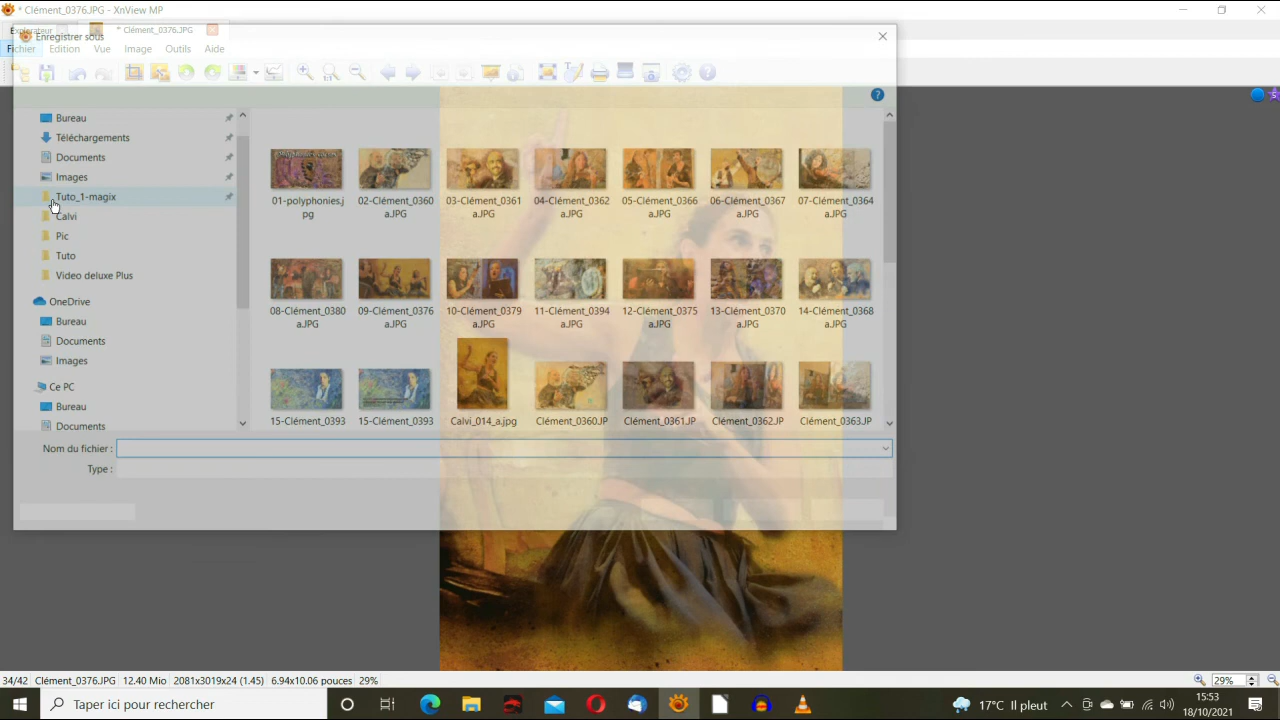 * Clément_0376.JPG - XnView MP
Explorateur
* Clément_0376.JPG
Enregistrer sous
Fichier Edition Vue Image Outils Aide
Bureau
Téléchargements
Documents
Images
Tuto_1-magix
Calvi
Pic
Tuto
Video deluxe Plus
OneDrive
Bureau
Documents
Images
Ce PC
Bureau
Documents
01-polyphonies.j
pg
02-Clément_0360
a.JPG
03-Clément_0361
a.JPG
04-Clément_0362
a.JPG
05-Clément_0366
a.JPG
06-Clément_0367
a.JPG
07-Clément_0364
a.JPG
08-Clément_0380
a.JPG
09-Clément_0376
a.JPG
10-Clément_0379
a.JPG
11-Clément_0394
a.JPG
12-Clément_0375
a.JPG
13-Clément_0370
a.JPG
14-Clément_0368
a.JPG
15-Clément_0393
15-Clément_0393
Calvi_014_a.jpg
Clément_0360.JP
Clément_0361.JP
Clément_0362.JP
Clément_0363.JP
Nom du fichier :
Type :
34/42 Clément_0376.JPG 12.40 Mio 2081x3019x24 (1.45) 6.94x10.06 pouces 29%
29%
Taper ici pour rechercher
17°C Il pleut
15:53
18/10/2021